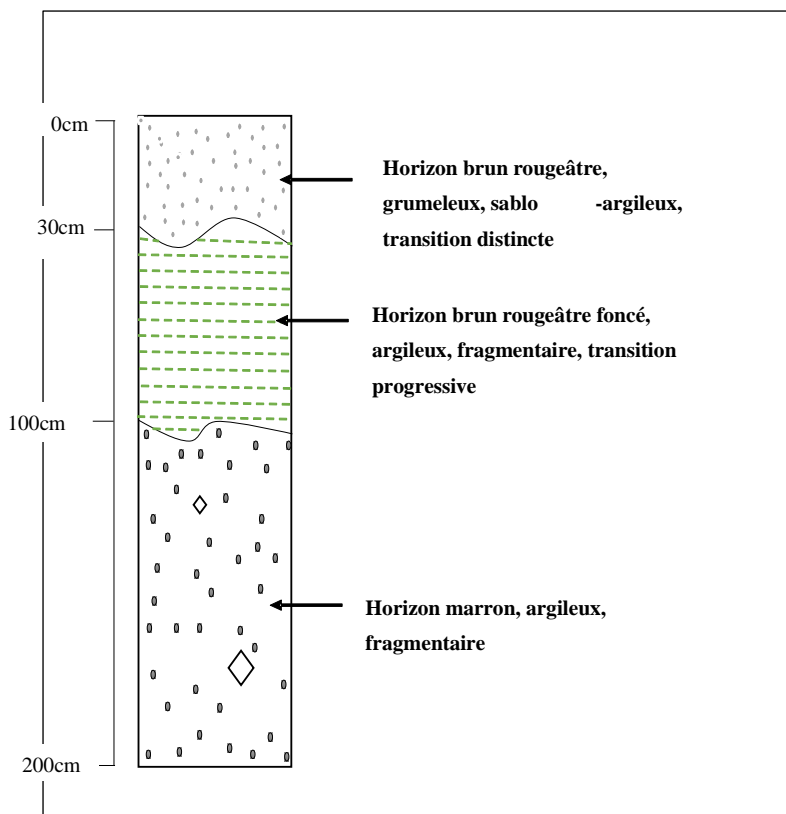 0cm
Horizon brun rougeâtre,
grumeleux, sablo -argileux,
30cm
transition distincte
Horizon brun rougeâtre foncé,
argileux, fragmentaire, transition
progressive
100cm
Horizon marron, argileux,
fragmentaire
200cm